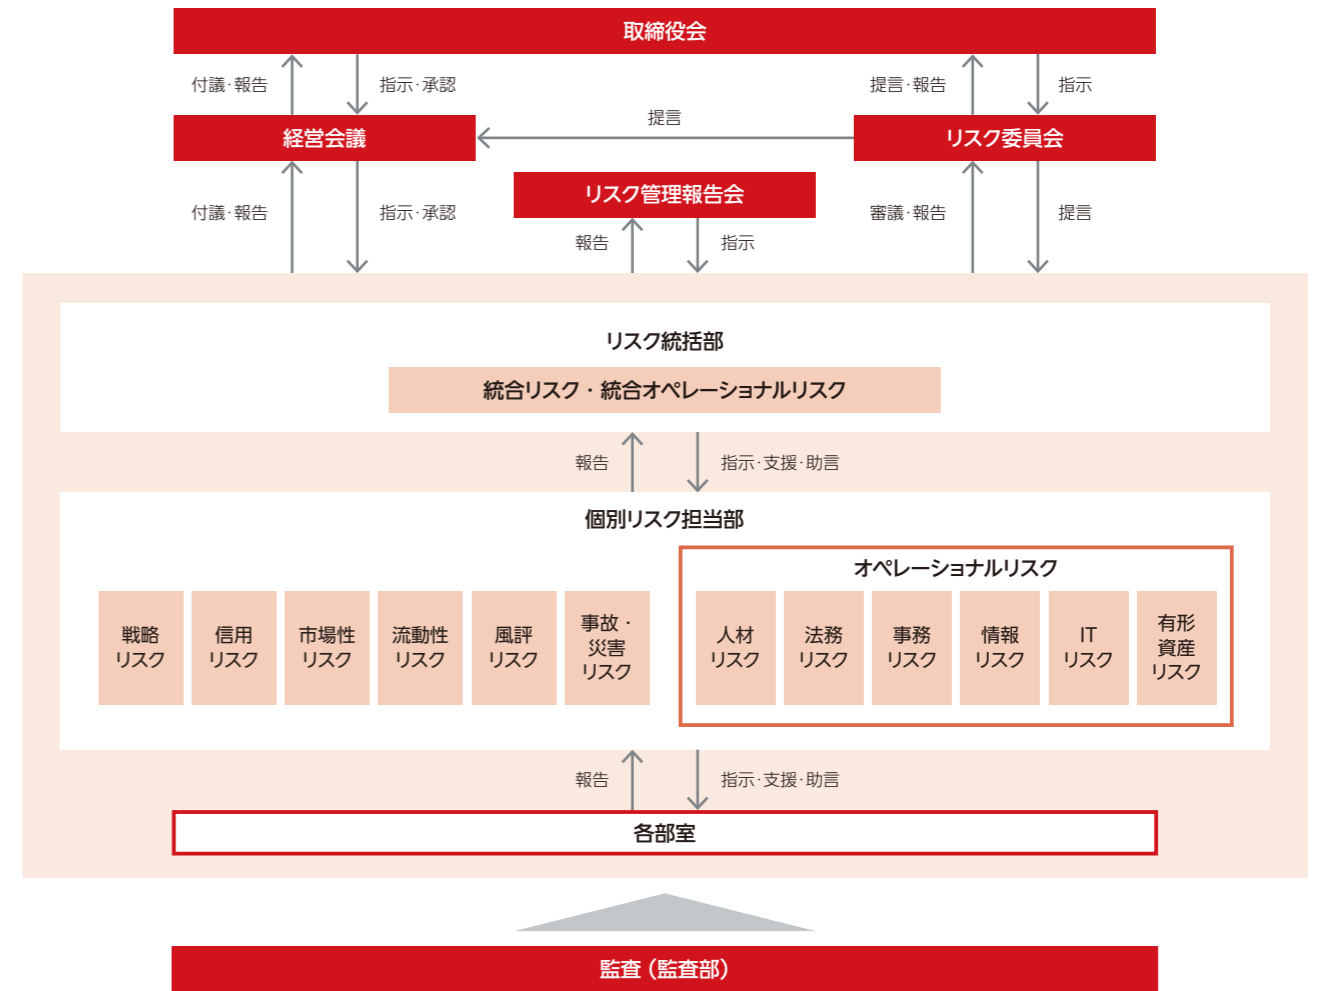 取締役会
付議・報告
指示・承認
提言・報告
指示
経営会議
提言
リスク委員会
リスク管理報告会
付議・報告
指示・承認
報告
指示
審議・報告
提言
リスク統括部
統合リスク・統合オペレーショナルリスク
報告
指示・支援・助言
個別リスク担当部
オペレーショナルリスク
戦略
リスク
信用
リスク
市場性
リスク
流動性
リスク
風評
リスク
事故・
災害
リスク
人材
リスク
法務
リスク
事務
リスク
情報
リスク
IT
リスク
有形
資産
リスク
報告
指示・支援・助言
各部室
監査（監査部）